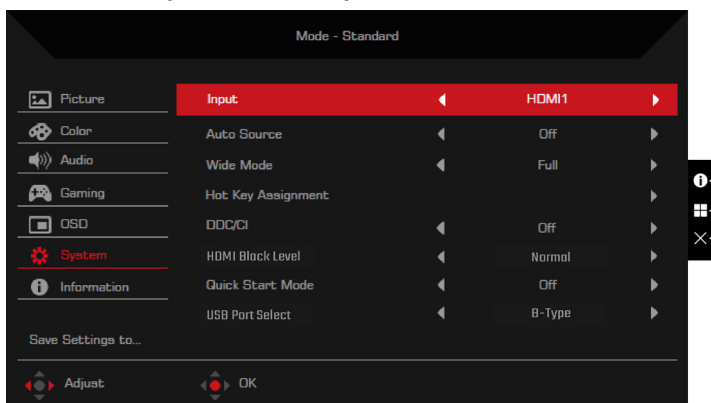 Mode - Standard
Picture
Input HDMI1
Color
Auto Source Off
Audio
Wide Mode Full
Gaming
Hot Key Assignment
OSD
DDC/CI Off
System
HDMI Black Level Normal
Information
Quick Start Mode Off
USB Port Select B-Type
Save Settings to...
Adjust OK